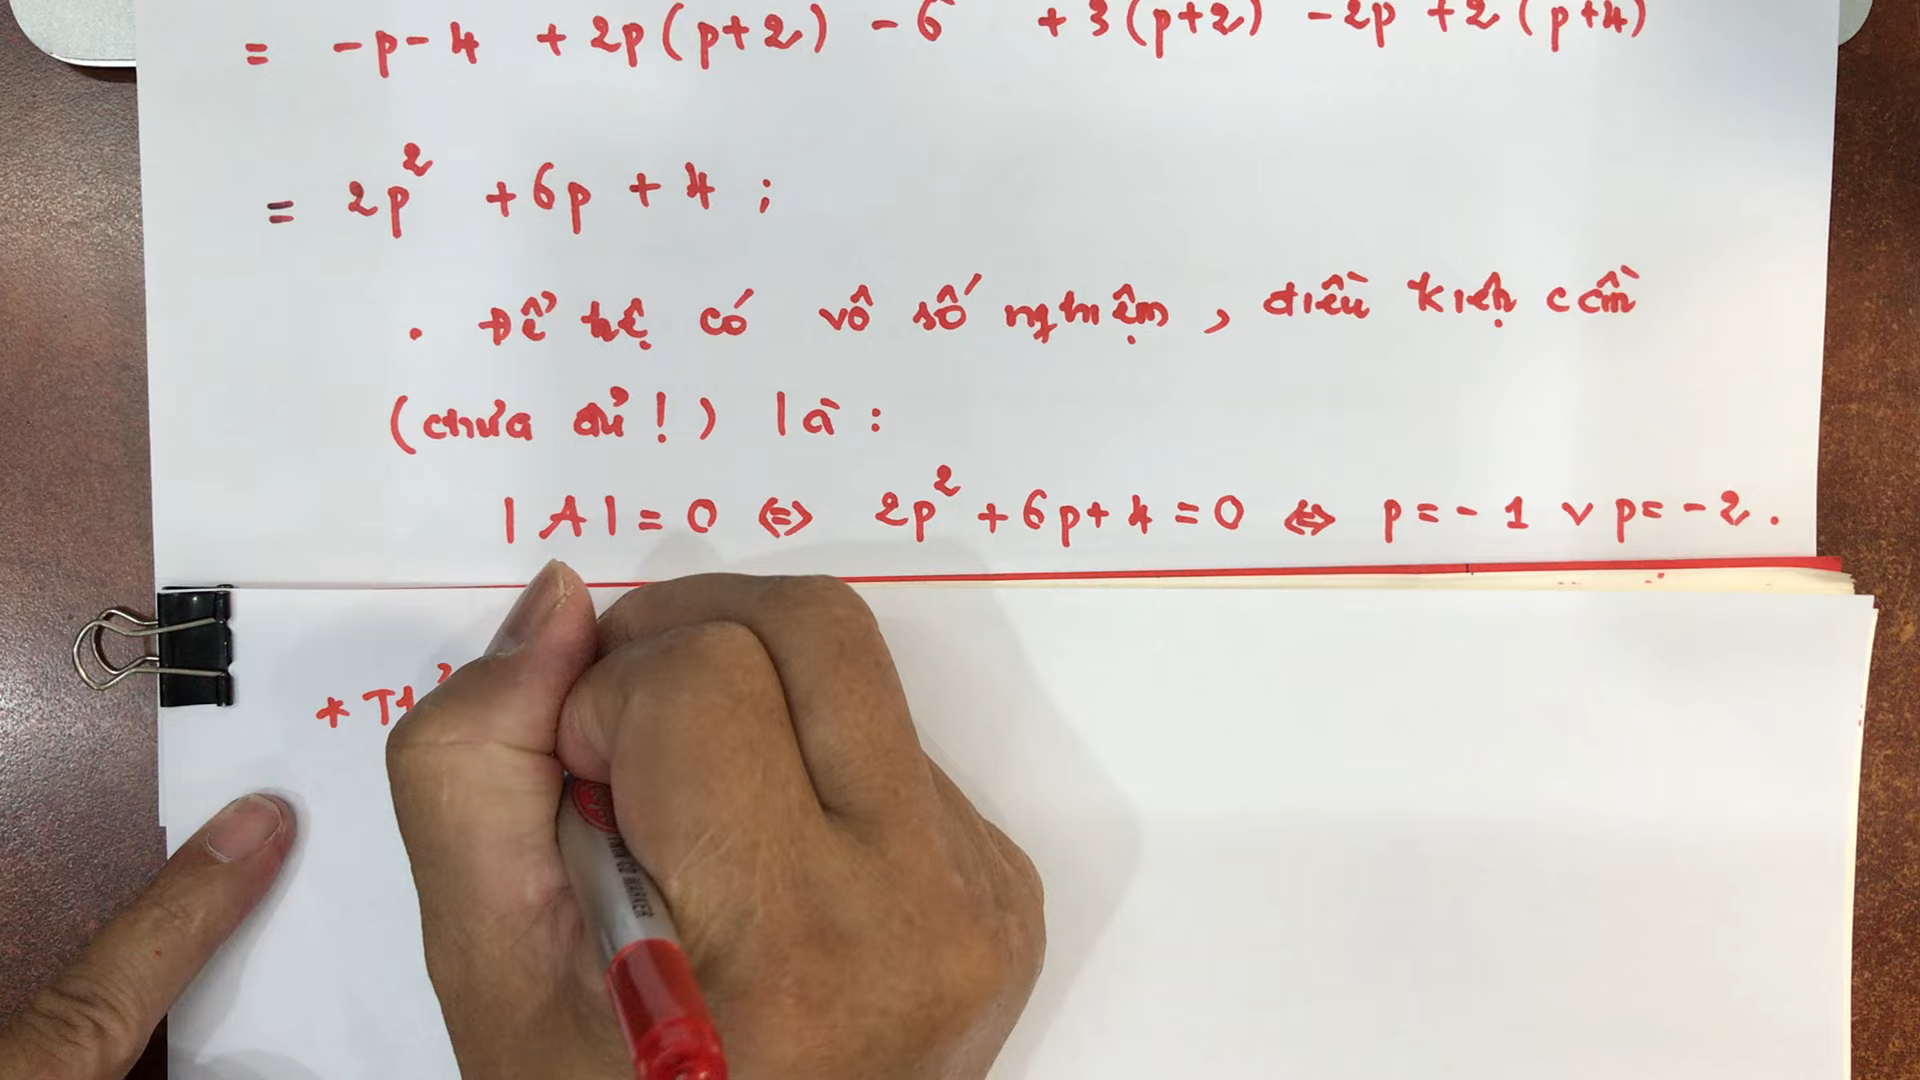 = -p-4 +2p(p+2) -6 +3(p+2) -2p +2(p+4)
= 2p² +6p +4 ;
. Để hệ có vô số nghiệm, điều kiện cần
(chưa đủ!) là:
|A| = 0 ⇔ 2p² +6p+4 =0 ⇔ p=-1 v p=-2.
*
MARKER